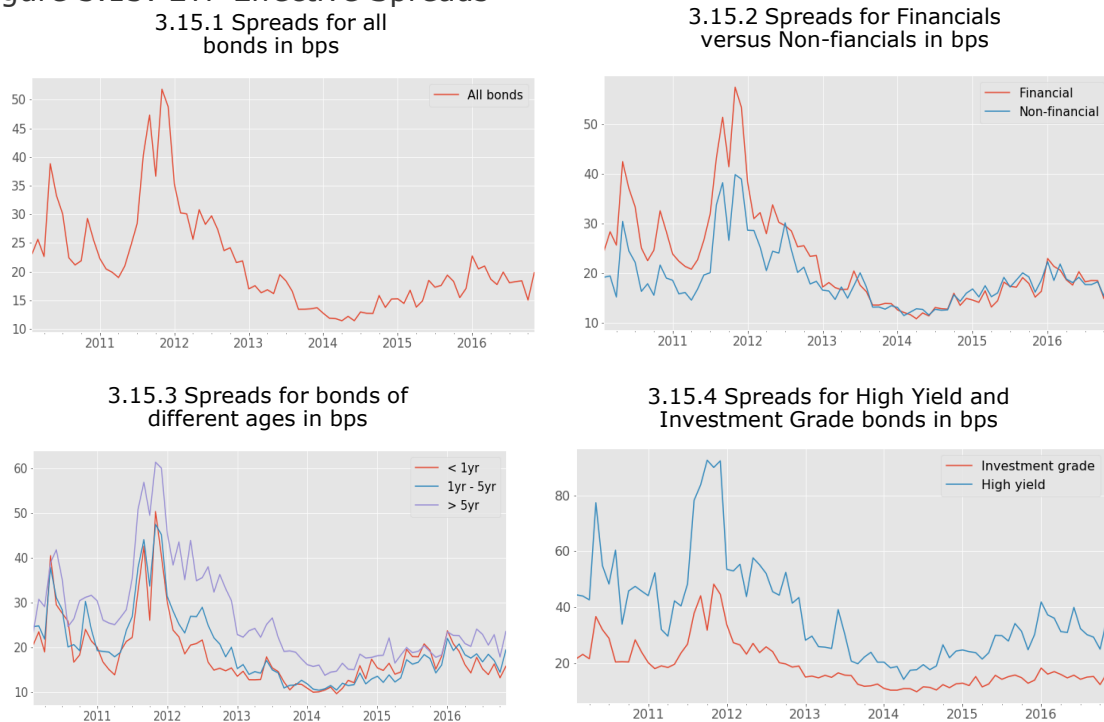 3.15.1 Spreads for all
bonds in bps
All bonds
50
45
40
35
30
25
20
15
10
2011 2012 2013 2014 2015 2016
3.15.2 Spreads for Financials
versus Non-fiancials in bps
Financial
Non-financial
50
40
30
20
10
2011 2012 2013 2014 2015 2016
3.15.3 Spreads for bonds of
different ages in bps
< 1yr
1yr - 5yr
> 5yr
60
50
40
30
20
10
2011 2012 2013 2014 2015 2016
3.15.4 Spreads for High Yield and
Investment Grade bonds in bps
Investment grade
High yield
80
60
40
20
2011 2012 2013 2014 2015 2016